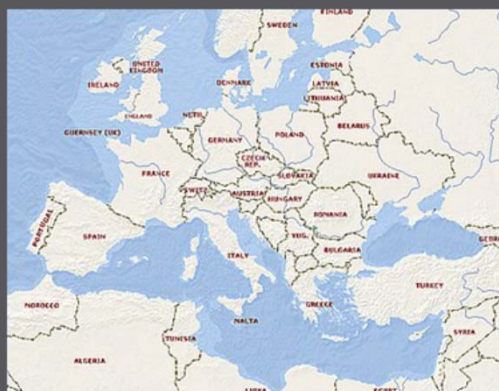 FINLAND
SWEDEN
ESTONIA
UNITED
KINGDOM
IRELAND
DENMARK
LATVIA
LITHUANIA
ENGLAND
NETH.
BELARUS
GUERNSEY (UK)
GERMANY
POLAND
CZECH
REP.
FRANCE
SLOVAKIA
UKRAINE
SWITZ.
AUSTRIA
HUNGARY
ROMANIA
PORTUGAL
SPAIN
YUG.
BULGARIA
ITALY
TURKEY
GREECE
MOROCCO
MALTA
SYRIA
TUNISIA
ALGERIA